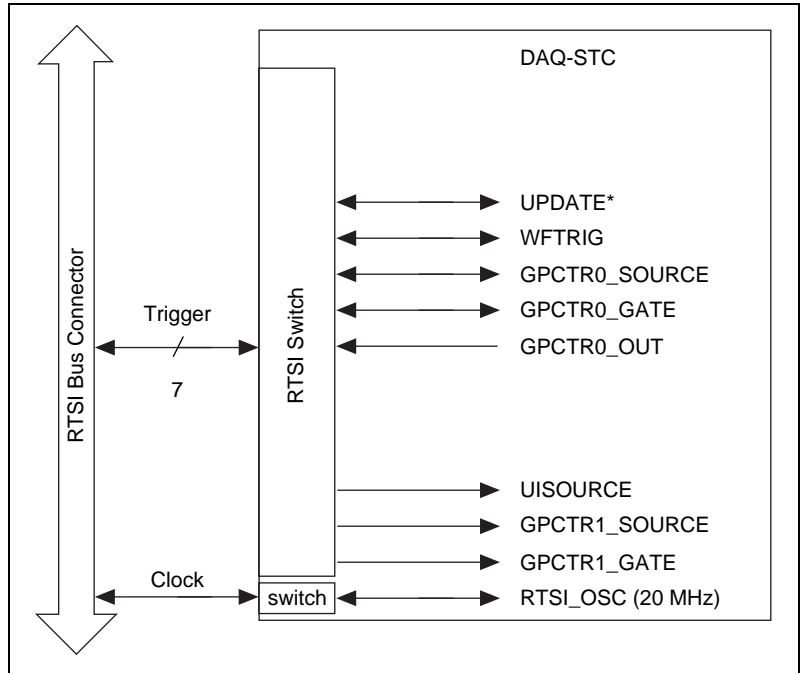 DAQ-STC
RTSI Bus Connector
Trigger
7
Clock
RTSI Switch
switch
UPDATE*
WFTRIG
GPCTR0_SOURCE
GPCTR0_GATE
GPCTR0_OUT
UISOURCE
GPCTR1_SOURCE
GPCTR1_GATE
RTSI_OSC (20 MHz)